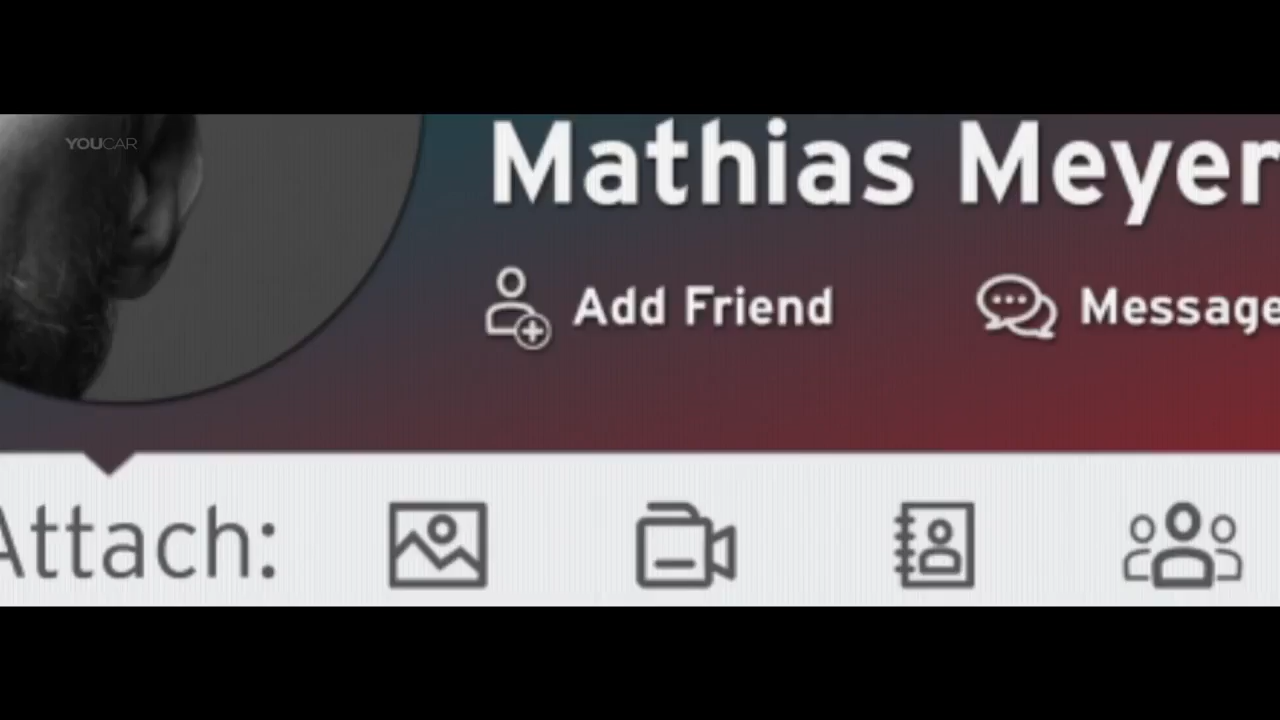 YOUCAR
Mathias Meyer
Add Friend
Message
Attach: